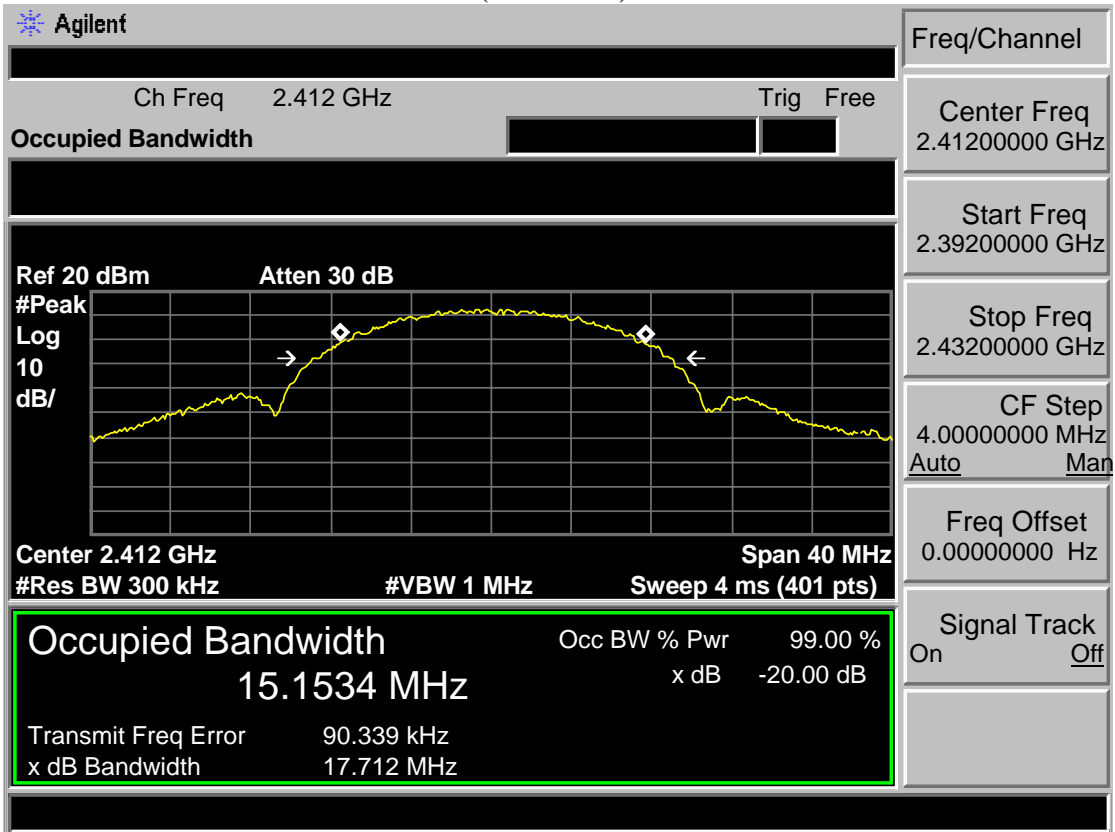 Agilent
Freq/Channel
Ch Freq 2.412 GHz Trig Free
Occupied Bandwidth
Center Freq
2.41200000 GHz
Start Freq
2.39200000 GHz
Stop Freq
2.43200000 GHz
CF Step
4.00000000 MHz
Auto Man
Freq Offset
0.00000000 Hz
Signal Track
On Off
Ref 20 dBm Atten 30 dB
#Peak
Log
10
dB/
Center 2.412 GHz Span 40 MHz
#Res BW 300 kHz #VBW 1 MHz Sweep 4 ms (401 pts)
Occupied Bandwidth
15.1534 MHz
Occ BW % Pwr 99.00 %
x dB -20.00 dB
Transmit Freq Error 90.339 kHz
x dB Bandwidth 17.712 MHz